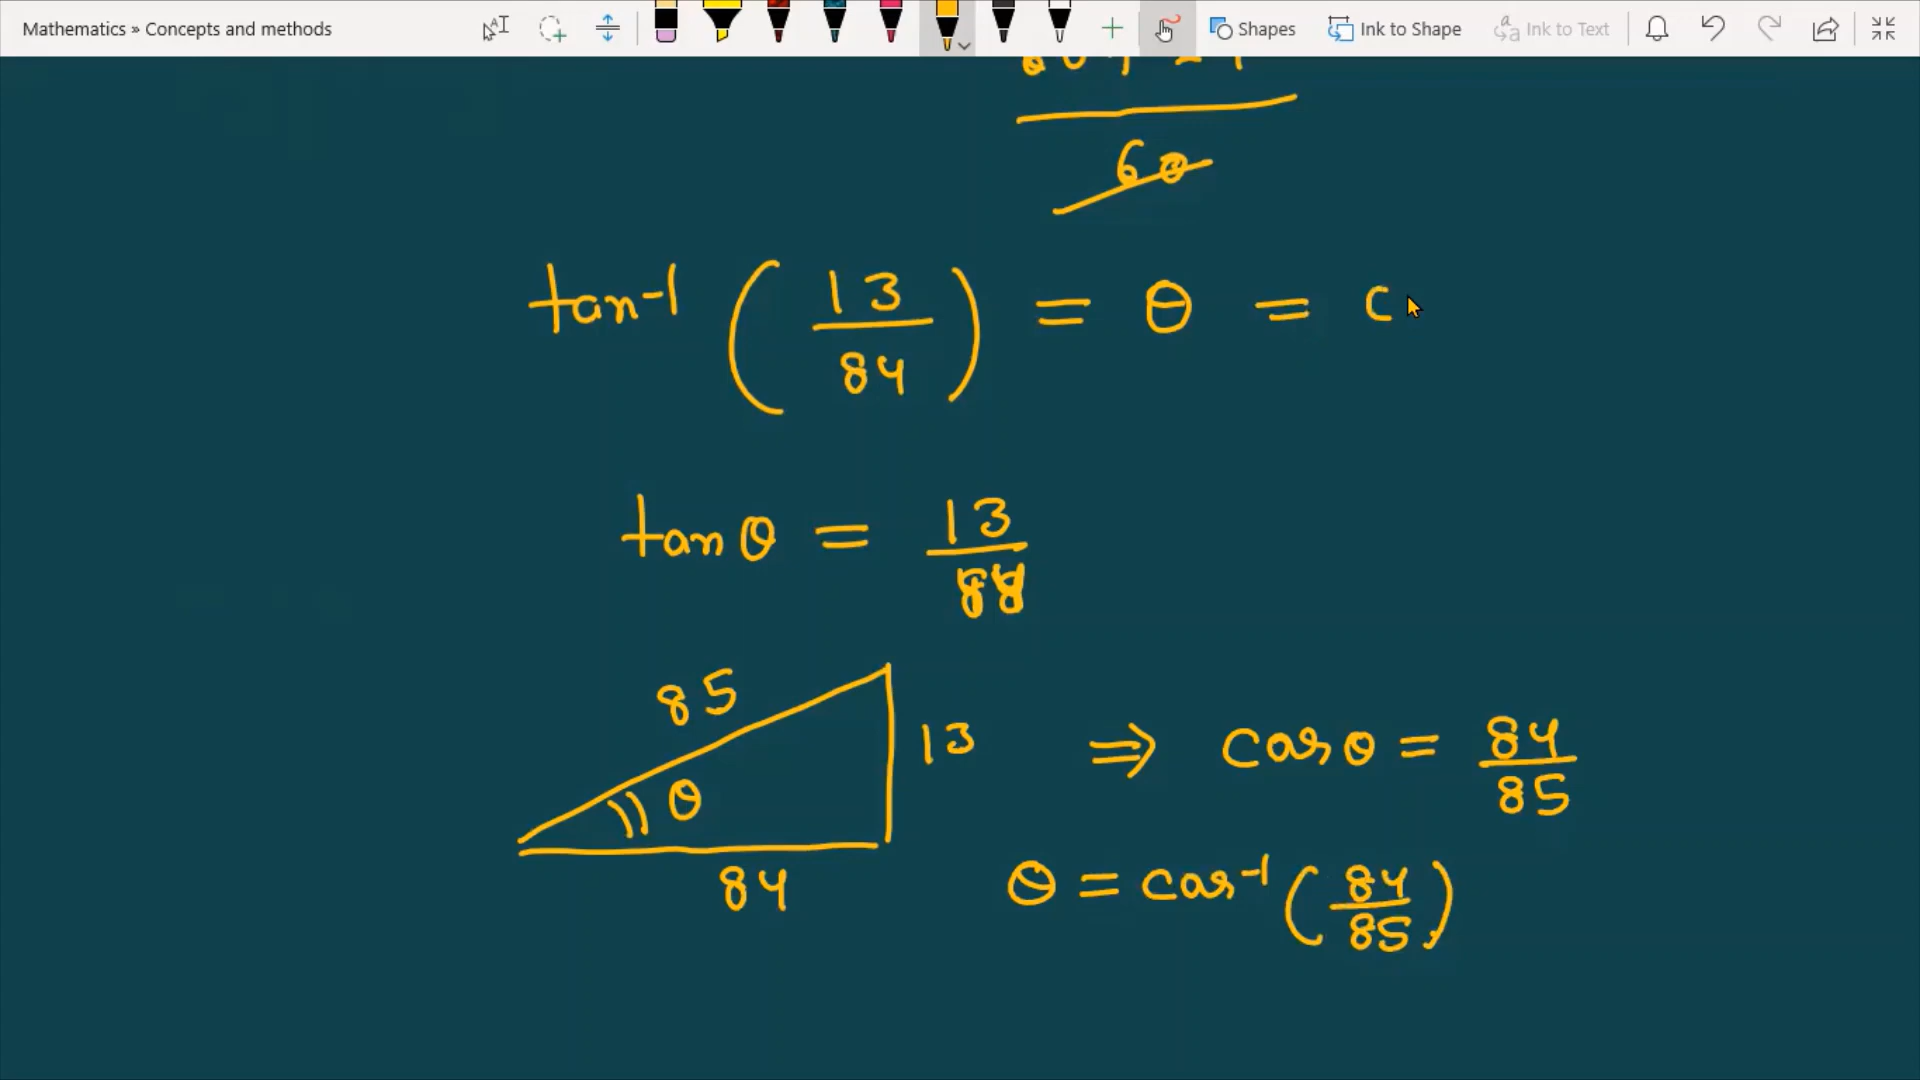 Mathematics » Concepts and methods
Shapes
Ink to Shape
Ink to Text
60
tan-1 ( 13/84 ) = θ = c
tan θ = 13/88
85
13
θ
84
⇒ cos θ = 84/85
θ = cos-1 ( 84/85 )